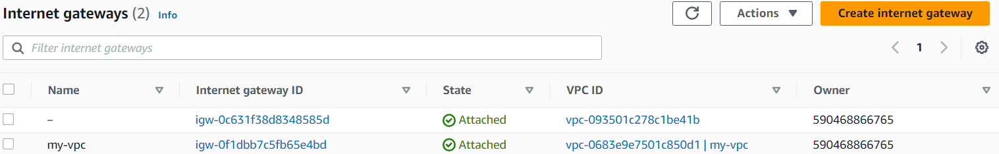 Internet gateways (2) Info
Actions
Create internet gateway
Filter internet gateways
1
Name Internet gateway ID State VPC ID Owner
– igw-0c631f38d8348585d Attached vpc-093501c278c1be41b 590468866765
my-vpc igw-0f1dbb7c5fb65e4bd Attached vpc-0683e9e7501c850d1 | my-vpc 590468866765